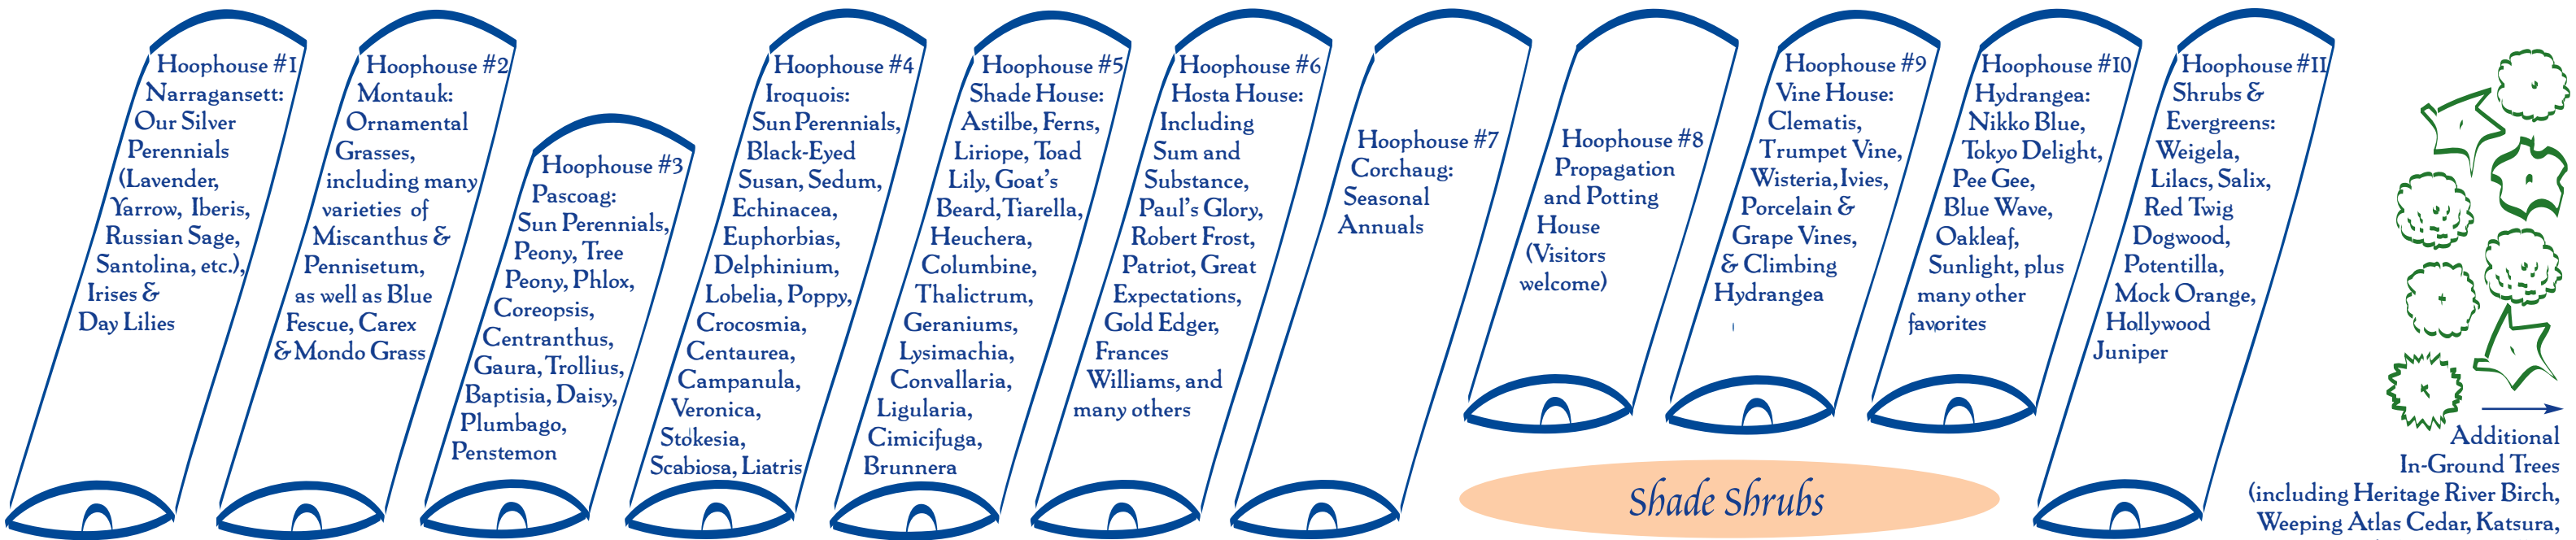 Hoophouse #1
Narragansett:
Our Silver
Perennials
(Lavender,
Yarrow, Iberis,
Russian Sage,
Santolina, etc.),
Irises &
Day Lilies
Hoophouse #2
Montauk:
Ornamental
Grasses,
including many
varieties of
Miscanthus &
Pennisetum,
as well as Blue
Fescue, Carex
& Mondo Grass
Hoophouse #3
Pascoag:
Sun Perennials,
Peony, Tree
Peony, Phlox,
Coreopsis,
Centranthus,
Gaura, Trollius,
Baptisia, Daisy,
Plumbago,
Penstemon
Hoophouse #4
Iroquois:
Sun Perennials,
Black-Eyed
Susan, Sedum,
Echinacea,
Euphorbias,
Delphinium,
Lobelia, Poppy,
Crocosmia,
Centaurea,
Campanula,
Veronica,
Stokesia,
Scabiosa, Liatris
Hoophouse #5
Shade House:
Astilbe, Ferns,
Liriope, Toad
Lily, Goat's
Beard, Tiarella,
Heuchera,
Columbine,
Thalictrum,
Geraniums,
Lysimachia,
Convallaria,
Ligularia,
Cimicifuga,
Brunnera
Hoophouse #6
Hosta House:
Including
Sum and
Substance,
Paul's Glory,
Robert Frost,
Patriot, Great
Expectations,
Gold Edger,
Frances
Williams, and
many others
Hoophouse #7
Corchaug:
Seasonal
Annuals
Hoophouse #8
Propagation
and Potting
House
(Visitors
welcome)
Hoophouse #9
Vine House:
Clematis,
Trumpet Vine,
Wisteria, Ivies,
Porcelain &
Grape Vines,
& Climbing
Hydrangea
Hoophouse #10
Hydrangea:
Nikko Blue,
Tokyo Delight,
Pee Gee,
Blue Wave,
Oakleaf,
Sunlight, plus
many other
favorites
Hoophouse #11
Shrubs &
Evergreens:
Weigela,
Lilacs, Salix,
Red Twig
Dogwood,
Potentilla,
Mock Orange,
Hollywood
Juniper
Shade Shrubs
Additional
In-Ground Trees
(including Heritage River Birch,
Weeping Atlas Cedar, Katsura,